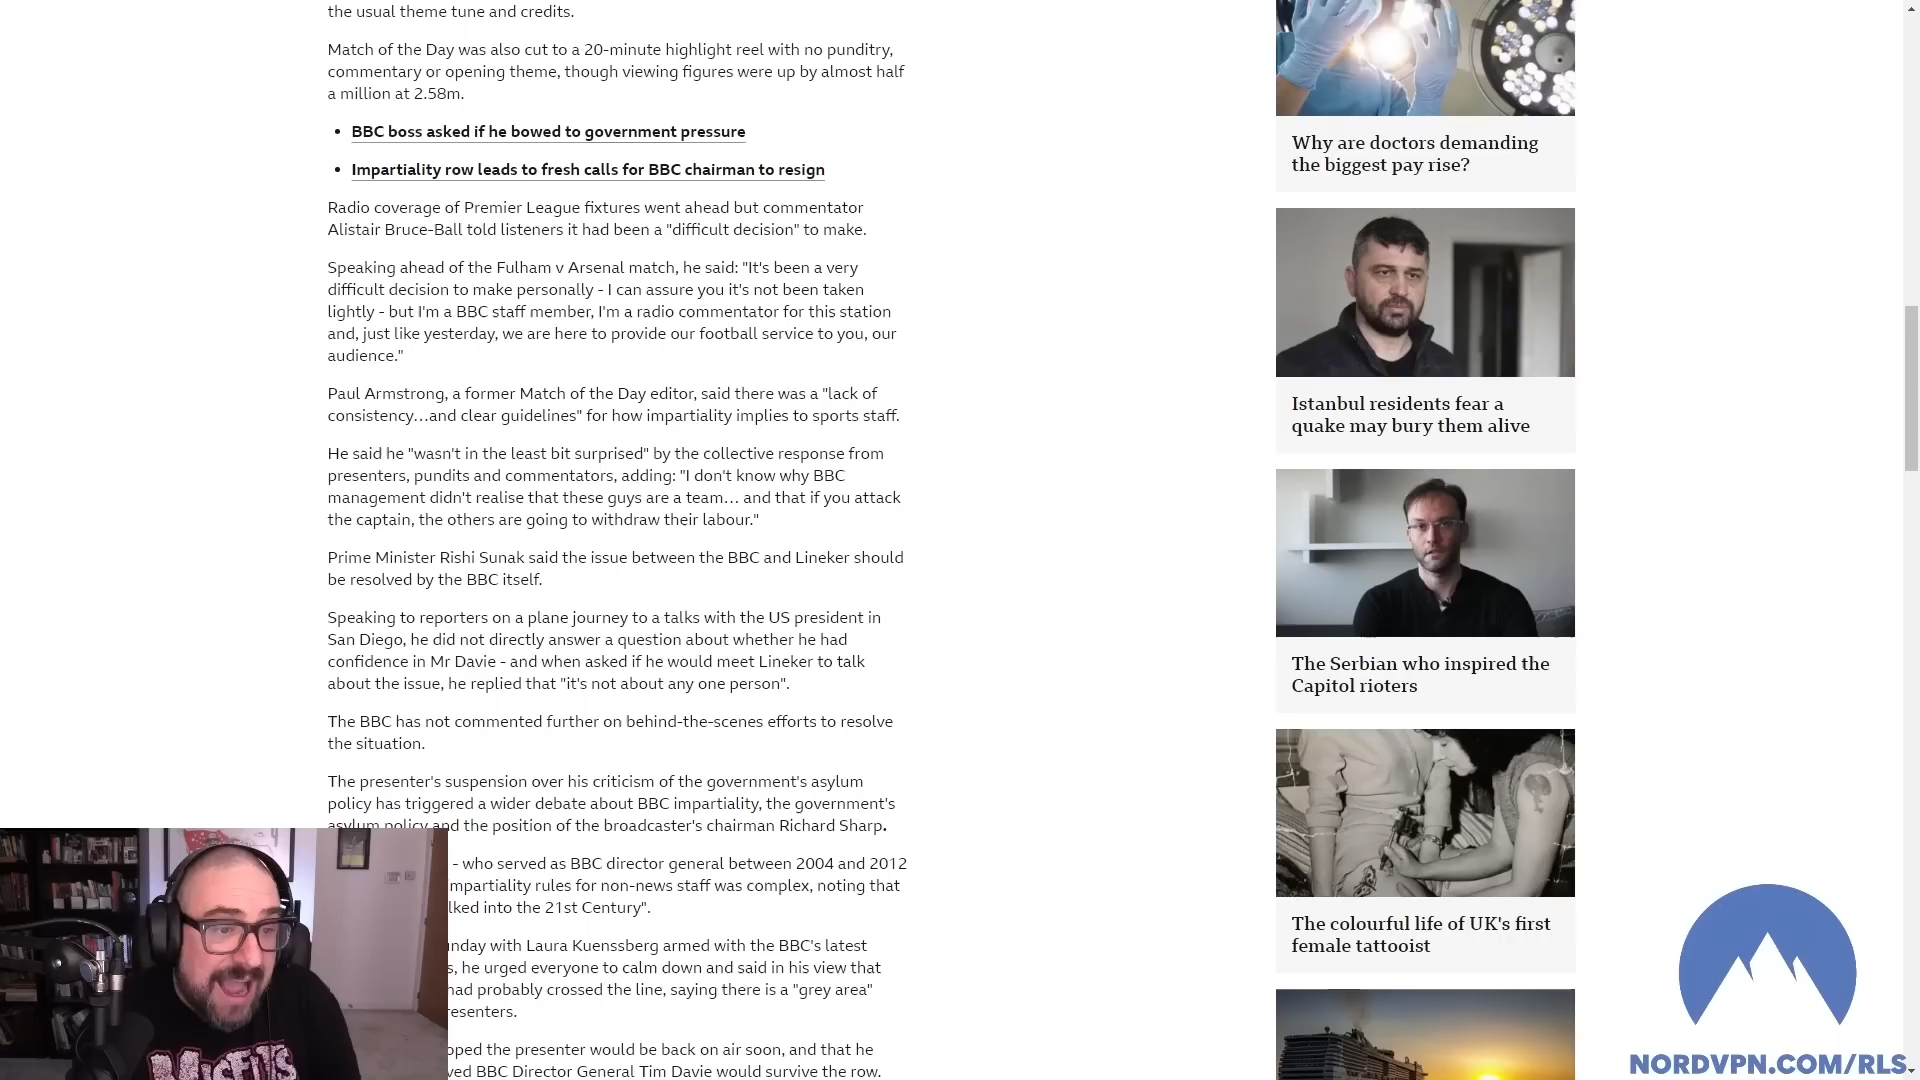 the usual theme tune and credits.
Match of the Day was also cut to a 20-minute highlight reel with no punditry,
commentary or opening theme, though viewing figures were up by almost half
a million at 2.58m.
• BBC boss asked if he bowed to government pressure
• Impartiality row leads to fresh calls for BBC chairman to resign
Radio coverage of Premier League fixtures went ahead but commentator
Alistair Bruce-Ball told listeners it had been a "difficult decision" to make.
Speaking ahead of the Fulham v Arsenal match, he said: "It's been a very
difficult decision to make personally - I can assure you it's not been taken
lightly - but I'm a BBC staff member, I'm a radio commentator for this station
and, just like yesterday, we are here to provide our football service to you, our
audience."
Paul Armstrong, a former Match of the Day editor, said there was a "lack of
consistency...and clear guidelines" for how impartiality implies to sports staff.
He said he "wasn't in the least bit surprised" by the collective response from
presenters, pundits and commentators, adding: "I don't know why BBC
management didn't realise that these guys are a team... and that if you attack
the captain, the others are going to withdraw their labour."
Prime Minister Rishi Sunak said the issue between the BBC and Lineker should
be resolved by the BBC itself.
Speaking to reporters on a plane journey to a talks with the US president in
San Diego, he did not directly answer a question about whether he had
confidence in Mr Davie - and when asked if he would meet Lineker to talk
about the issue, he replied that "it's not about any one person".
The BBC has not commented further on behind-the-scenes efforts to resolve
the situation.
The presenter's suspension over his criticism of the government's asylum
policy has triggered a wider debate about BBC impartiality, the government's
asylum policy and the position of the broadcaster's chairman Richard Sharp.
- who served as BBC director general between 2004 and 2012
mpartiality rules for non-news staff was complex, noting that
lked into the 21st Century".
nday with Laura Kuenssberg armed with the BBC's latest
s, he urged everyone to calm down and said in his view that
had probably crossed the line, saying there is a "grey area"
resenters.
oped the presenter would be back on air soon, and that he
ved BBC Director General Tim Davie would survive the row.
Why are doctors demanding
the biggest pay rise?
Istanbul residents fear a
quake may bury them alive
The Serbian who inspired the
Capitol rioters
The colourful life of UK's first
female tattooist
MISFITS
NORDVPN.COM/RLS